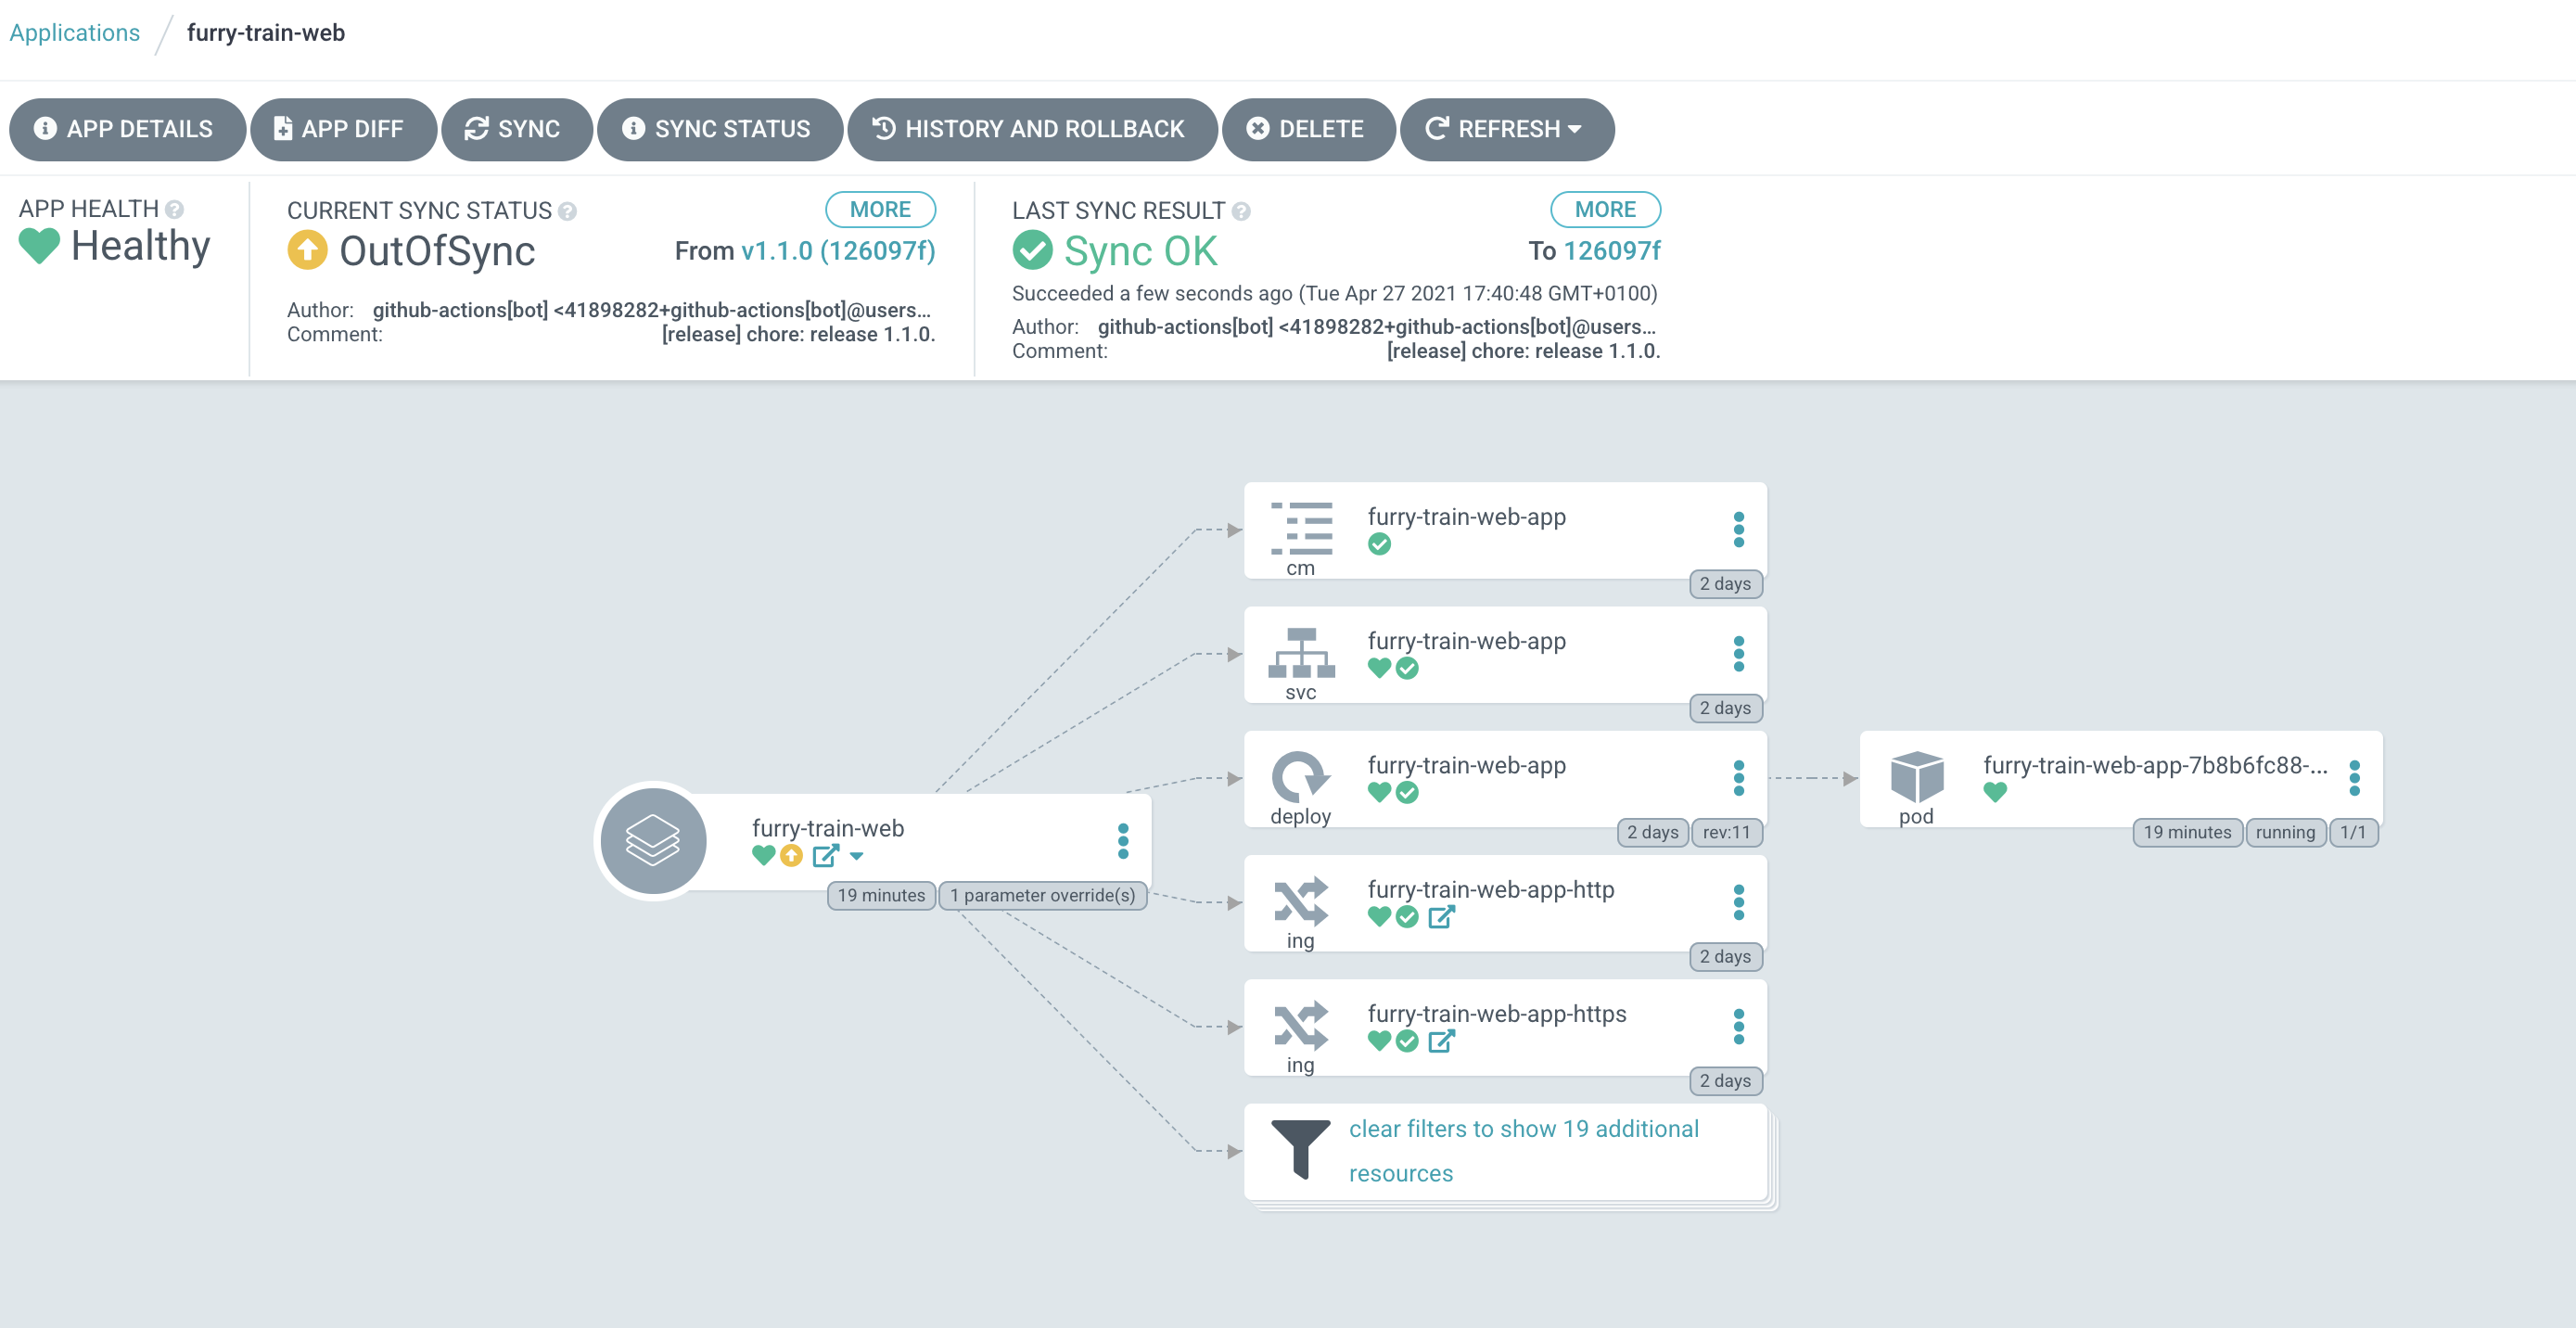 Applications / furry-train-web
APP DETAILS
APP DIFF
SYNC
SYNC STATUS
HISTORY AND ROLLBACK
DELETE
REFRESH
APP HEALTH
Healthy
CURRENT SYNC STATUS
MORE
OutOfSync
From v1.1.0 (126097f)
Author: github-actions[bot] <41898282+github-actions[bot]@users...
Comment: [release] chore: release 1.1.0.
LAST SYNC RESULT
MORE
Sync OK
To 126097f
Succeeded a few seconds ago (Tue Apr 27 2021 17:40:48 GMT+0100)
Author: github-actions[bot] <41898282+github-actions[bot]@users...
Comment: [release] chore: release 1.1.0.
furry-train-web
19 minutes
1 parameter override(s)
furry-train-web-app
cm
2 days
furry-train-web-app
svc
2 days
furry-train-web-app
deploy
2 days
rev:11
furry-train-web-app-7b8b6fc88-...
pod
19 minutes
running
1/1
furry-train-web-app-http
ing
2 days
furry-train-web-app-https
ing
2 days
clear filters to show 19 additional
resources